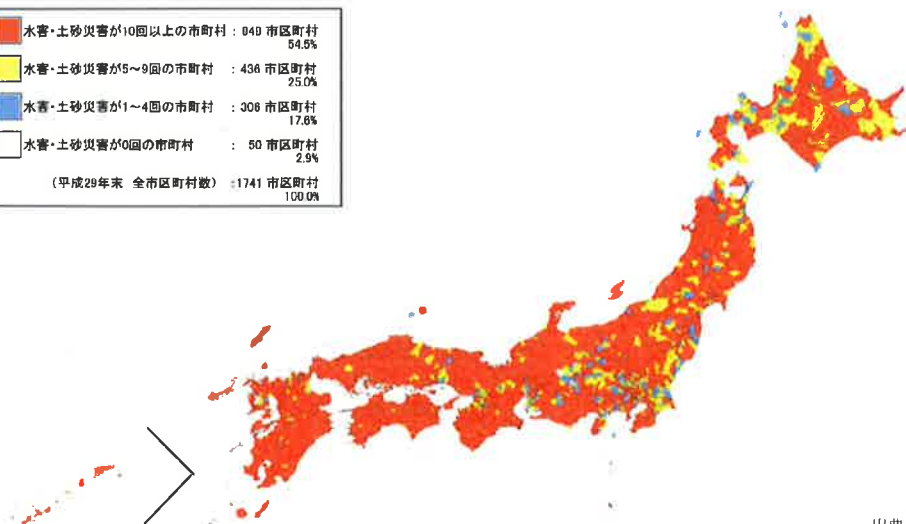 水害・土砂災害が10回以上の市町村 : 949 市区町村
54.5%
水害・土砂災害が5～9回の市町村 : 436 市区町村
25.0%
水害・土砂災害が1～4回の市町村 : 306 市区町村
17.6%
水害・土砂災害が0回の市町村 : 50 市区町村
2.9%
（平成29年末 全市区町村数） : 1741 市区町村
100.0%